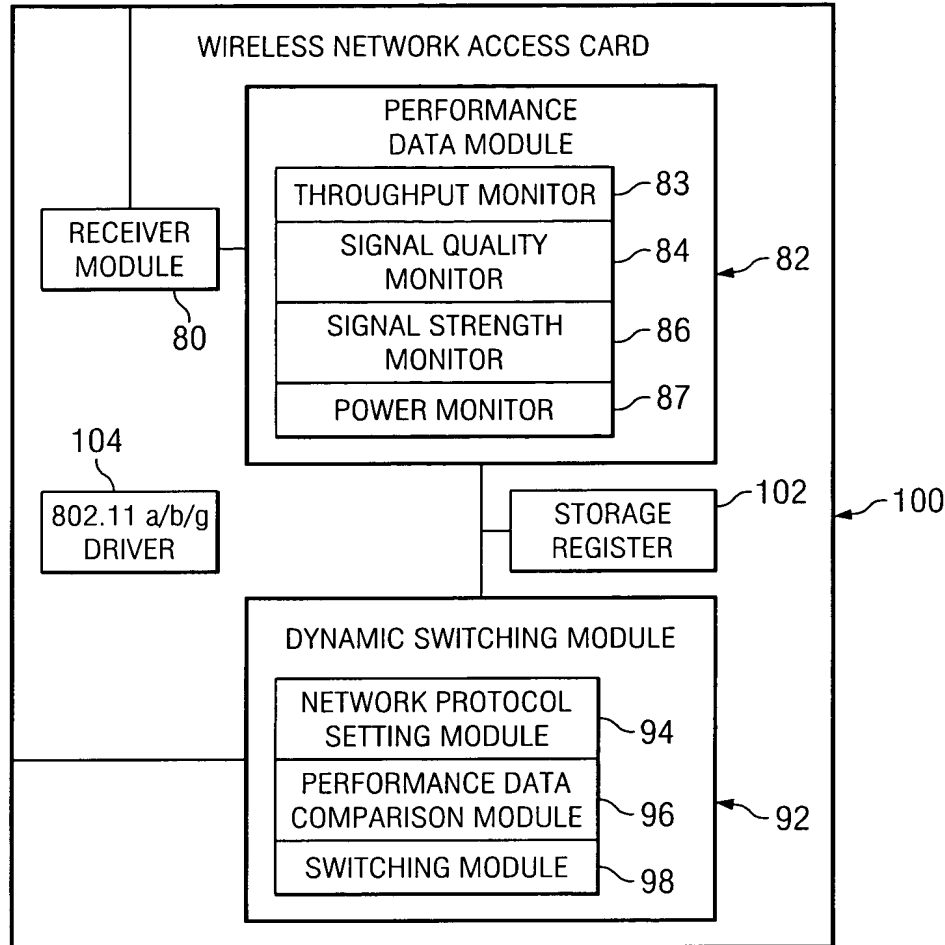 WIRELESS NETWORK ACCESS CARD
PERFORMANCE
DATA MODULE
THROUGHPUT MONITOR
83
SIGNAL QUALITY
MONITOR
84
82
SIGNAL STRENGTH
MONITOR
86
POWER MONITOR
87
RECEIVER
MODULE
80
104
802.11 a/b/g
DRIVER
STORAGE
REGISTER
102
100
DYNAMIC SWITCHING MODULE
NETWORK PROTOCOL
SETTING MODULE
94
PERFORMANCE DATA
COMPARISON MODULE
96
92
SWITCHING MODULE
98